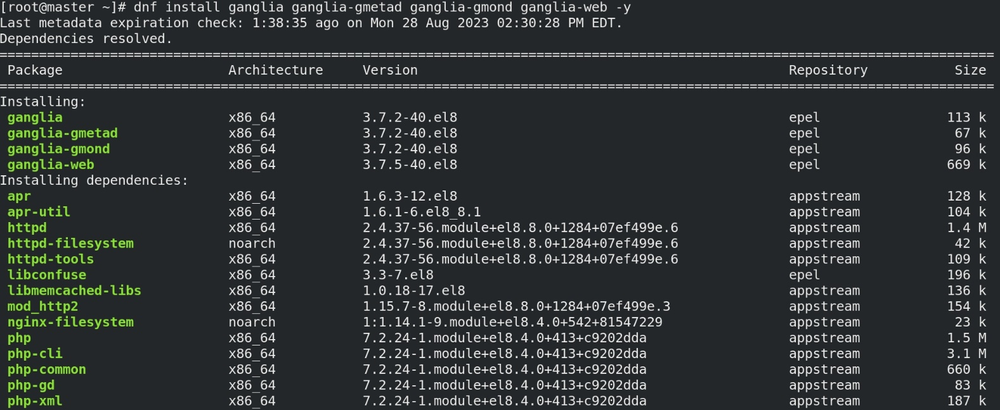 [root@master ~]# dnf install ganglia ganglia-gmetad ganglia-gmond ganglia-web -y
Last metadata expiration check: 1:38:35 ago on Mon 28 Aug 2023 02:30:28 PM EDT.
Dependencies resolved.
================================================================================================================================
Package Architecture Version Repository Size
================================================================================================================================
Installing:
ganglia x86_64 3.7.2-40.el8 epel 113 k
ganglia-gmetad x86_64 3.7.2-40.el8 epel 67 k
ganglia-gmond x86_64 3.7.2-40.el8 epel 96 k
ganglia-web x86_64 3.7.5-40.el8 epel 669 k
Installing dependencies:
apr x86_64 1.6.3-12.el8 appstream 128 k
apr-util x86_64 1.6.1-6.el8_8.1 appstream 104 k
httpd x86_64 2.4.37-56.module+el8.8.0+1284+07ef499e.6 appstream 1.4 M
httpd-filesystem noarch 2.4.37-56.module+el8.8.0+1284+07ef499e.6 appstream 42 k
httpd-tools x86_64 2.4.37-56.module+el8.8.0+1284+07ef499e.6 appstream 109 k
libconfuse x86_64 3.3-7.el8 epel 196 k
libmemcached-libs x86_64 1.0.18-17.el8 appstream 136 k
mod_http2 x86_64 1.15.7-8.module+el8.8.0+1284+07ef499e.3 appstream 154 k
nginx-filesystem noarch 1:1.14.1-9.module+el8.4.0+542+81547229 appstream 23 k
php x86_64 7.2.24-1.module+el8.4.0+413+c9202dda appstream 1.5 M
php-cli x86_64 7.2.24-1.module+el8.4.0+413+c9202dda appstream 3.1 M
php-common x86_64 7.2.24-1.module+el8.4.0+413+c9202dda appstream 660 k
php-gd x86_64 7.2.24-1.module+el8.4.0+413+c9202dda appstream 83 k
php-xml x86_64 7.2.24-1.module+el8.4.0+413+c9202dda appstream 187 k